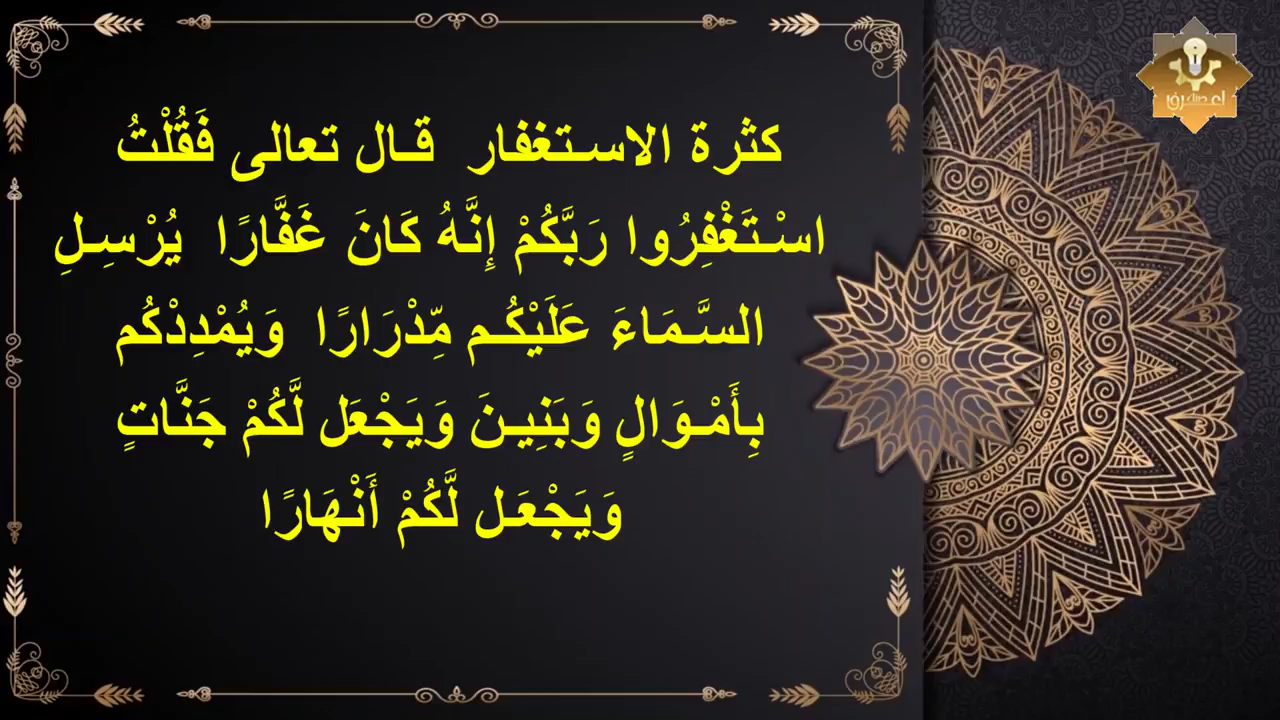 كثرة الاستغفار قال تعالى فَقُلْتُ
اسْتَغْفِرُوا رَبَّكُمْ إِنَّهُ كَانَ غَفَّارًا يُرْسِلِ
السَّمَاءَ عَلَيْكُم مِّدْرَارًا وَيُمْدِدْكُم
بِأَمْوَالٍ وَبَنِينَ وَيَجْعَل لَّكُمْ جَنَّاتٍ
وَيَجْعَل لَّكُمْ أَنْهَارًا